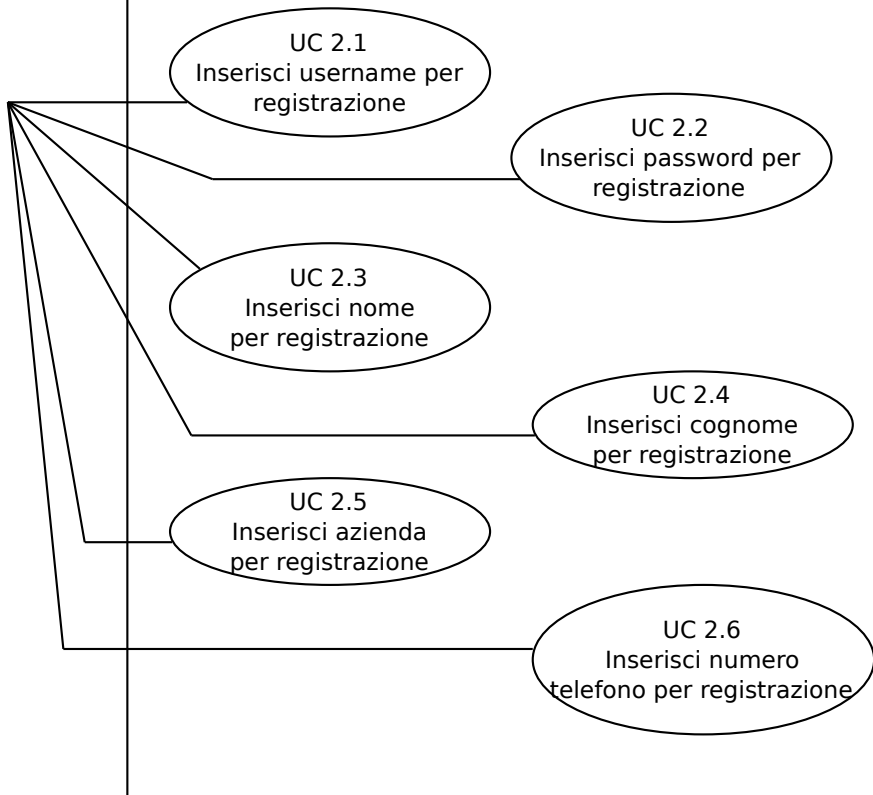 UC 2.1
Inserisci username per
registrazione
UC 2.2
Inserisci password per
registrazione
UC 2.3
Inserisci nome
per registrazione
UC 2.4
Inserisci cognome
per registrazione
UC 2.5
Inserisci azienda
per registrazione
UC 2.6
Inserisci numero
telefono per registrazione